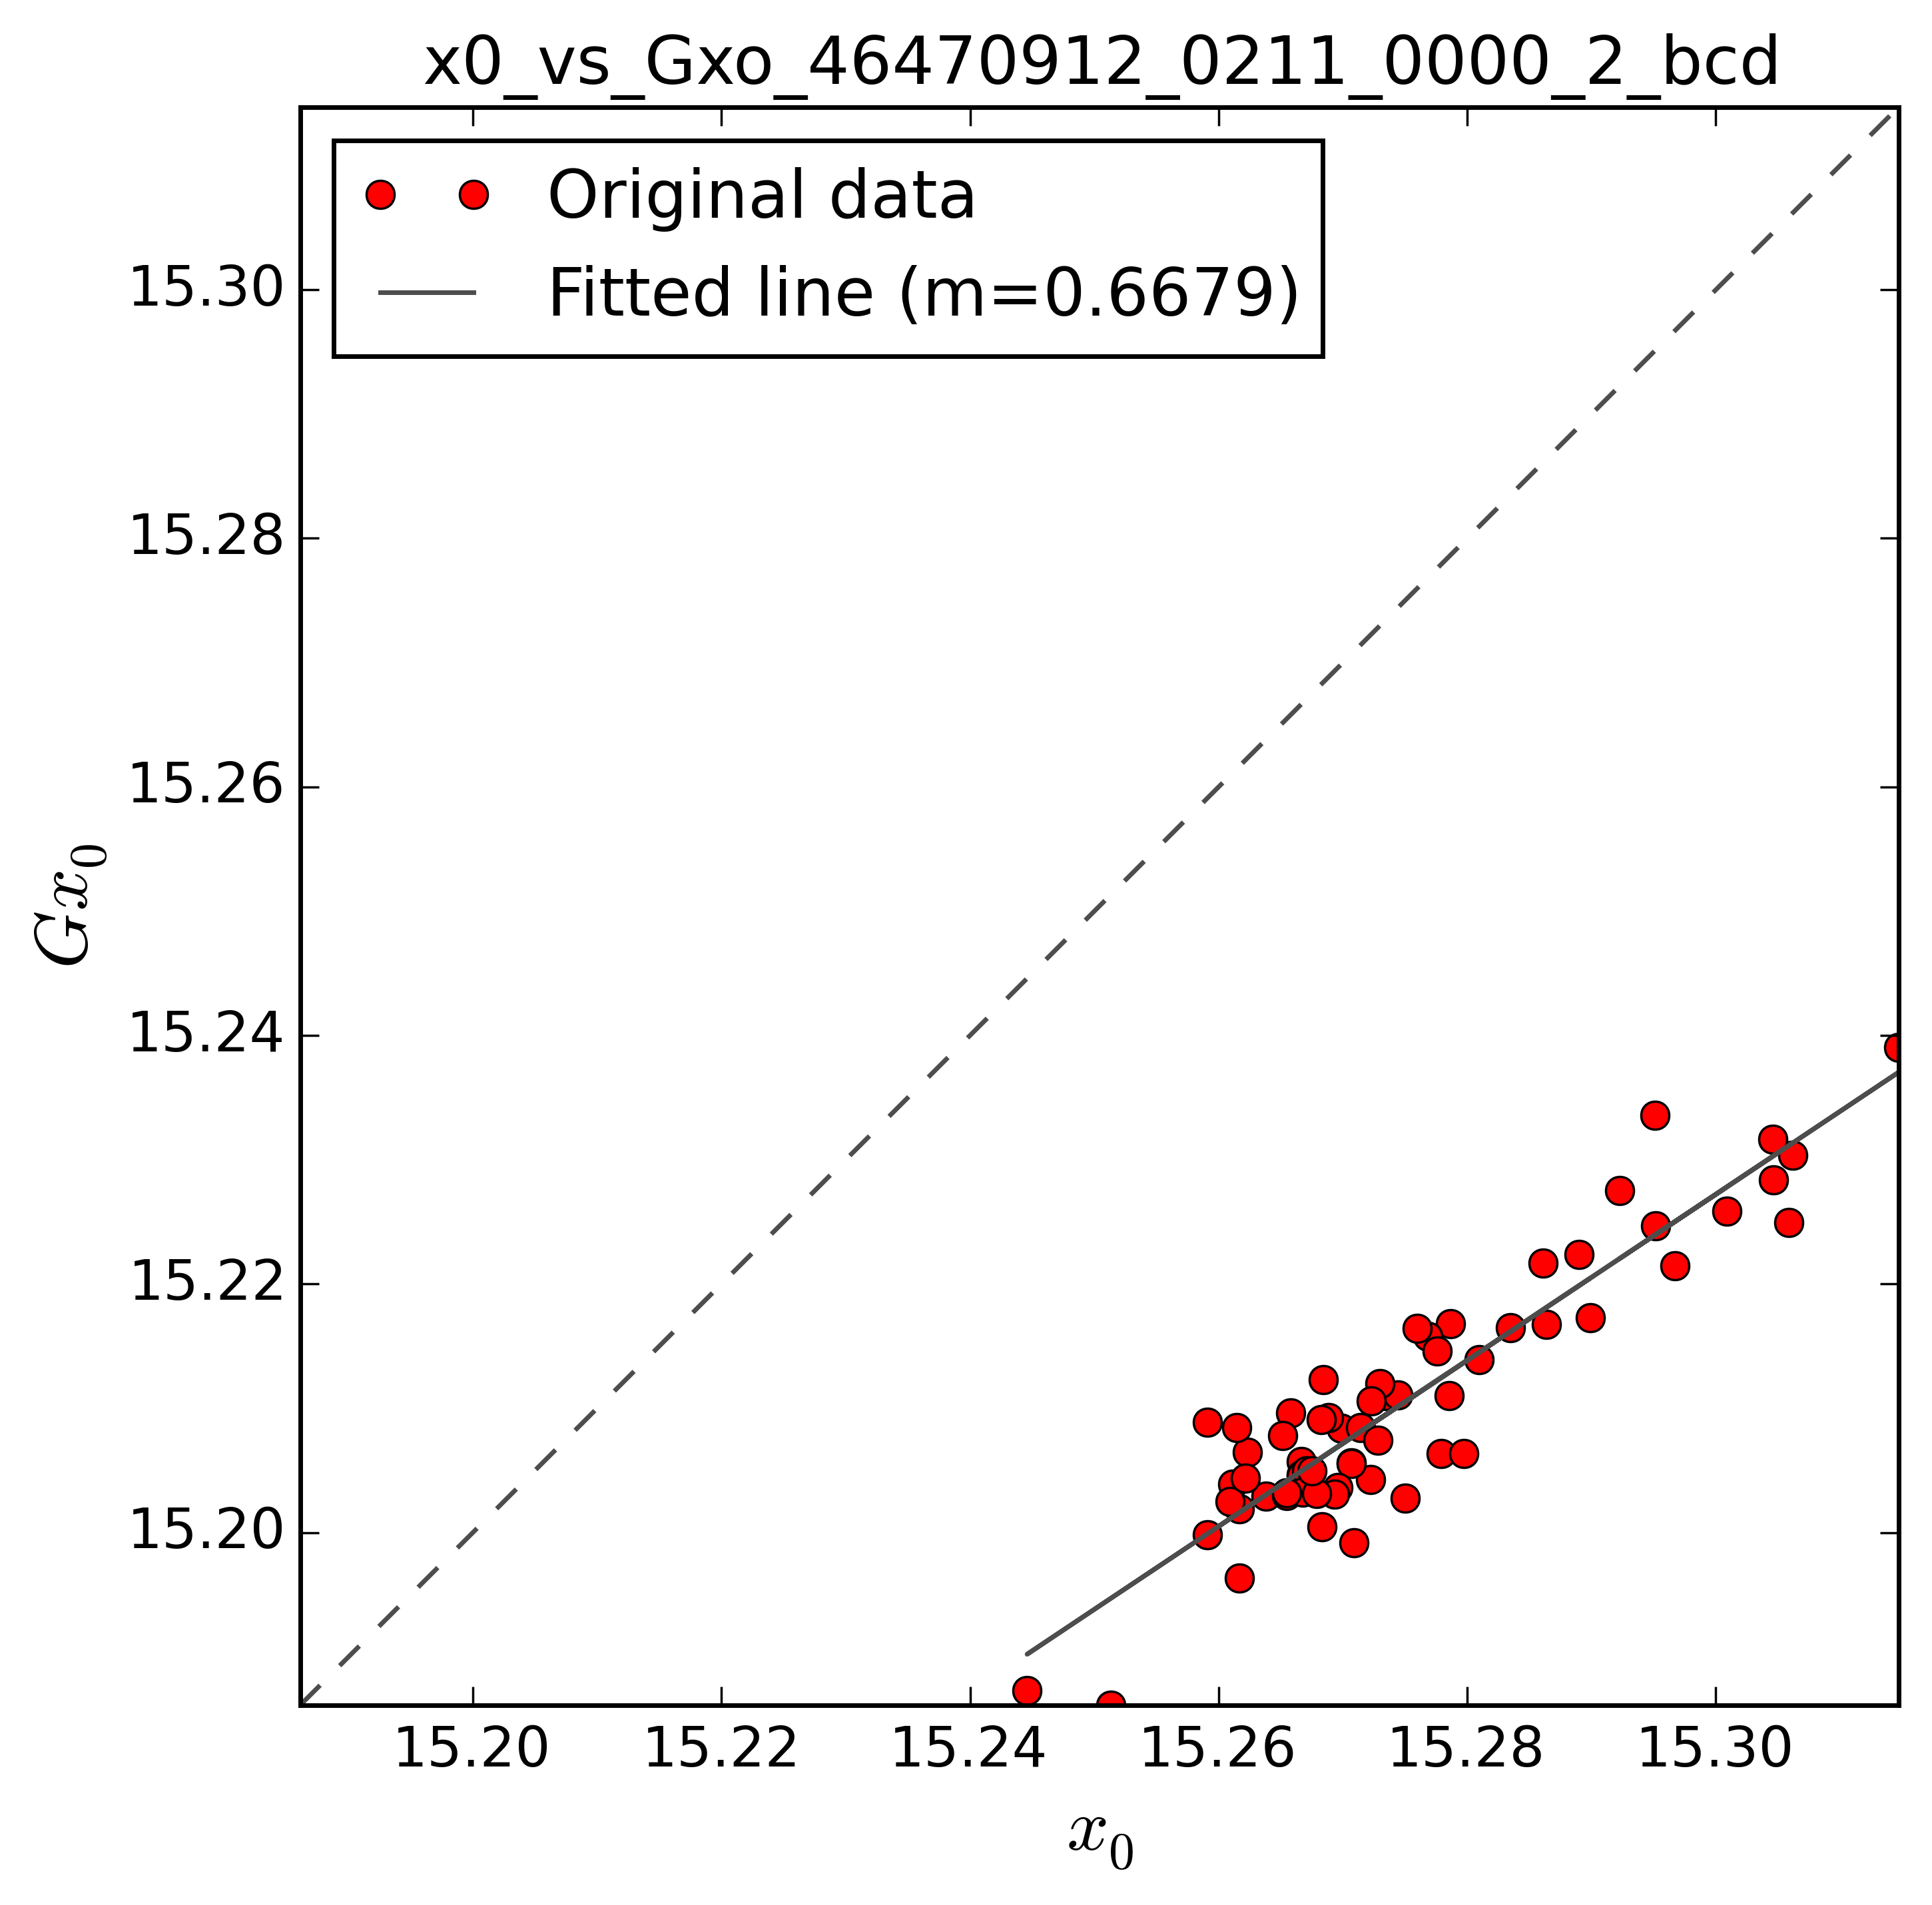 x0_vs_Gxo_46470912_0211_0000_2_bcd
Original data
Fitted line (m=0.6679)
15.30
15.28
15.26
15.24
15.22
15.20
Gx₀
15.20 15.22 15.24 15.26 15.28 15.30
x₀